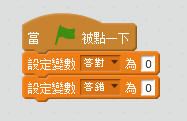 當 被點一下
設定變數 答對 為 0
設定變數 答錯 為 0